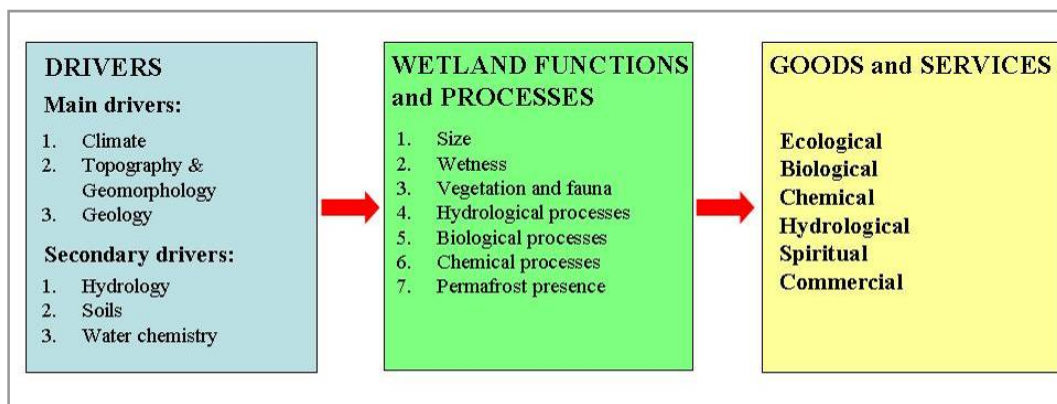 DRIVERS
Main drivers:
1. Climate
2. Topography &
Geomorphology
3. Geology
Secondary drivers:
1. Hydrology
2. Soils
3. Water chemistry
WETLAND FUNCTIONS
and PROCESSES
1. Size
2. Wetness
3. Vegetation and fauna
4. Hydrological processes
5. Biological processes
6. Chemical processes
7. Permafrost presence
GOODS and SERVICES
Ecological
Biological
Chemical
Hydrological
Spiritual
Commercial